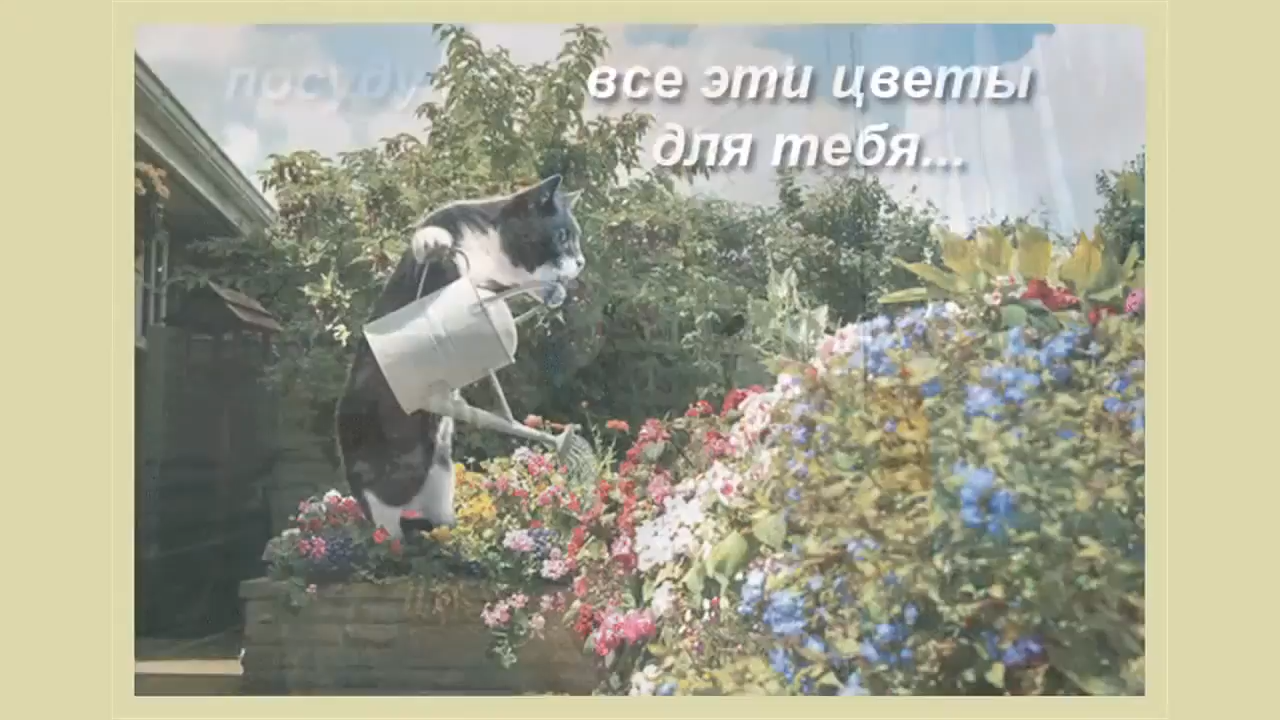 посуду
все эти цветы
для тебя...